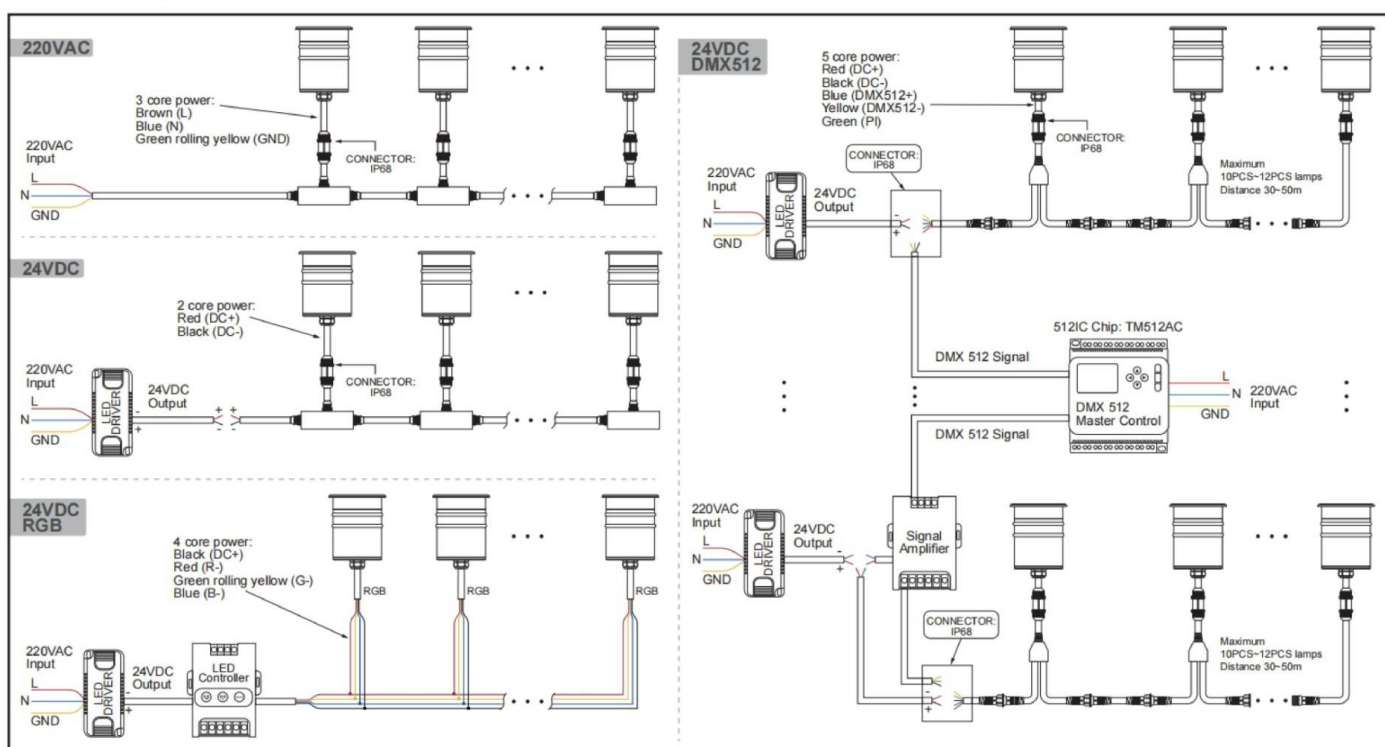 220VAC
3 core power:
Brown (L)
Blue (N)
Green rolling yellow (GND)
220VAC
Input
L
N
GND
CONNECTOR:
IP68
24VDC
2 core power:
Red (DC+)
Black (DC-)
220VAC
Input
L
N
GND
LED
DRIVER
24VDC
Output
-
+
+ +
- -
CONNECTOR:
IP68
24VDC
RGB
4 core power:
Black (DC+)
Red (R-)
Green rolling yellow (G-)
Blue (B-)
RGB
RGB
RGB
220VAC
Input
L
N
GND
LED
DRIVER
24VDC
Output
-
+
LED
Controller
24VDC
DMX512
5 core power:
Red (DC+)
Black (DC-)
Blue (DMX512+)
Yellow (DMX512-)
Green (PI)
CONNECTOR:
IP68
CONNECTOR:
IP68
Maximum
10PCS~12PCS lamps
Distance 30~50m
220VAC
Input
L
N
GND
LED
DRIVER
24VDC
Output
-
+
512IC Chip: TM512AC
DMX 512 Signal
DMX 512
Master Control
L
N
GND
220VAC
Input
DMX 512 Signal
220VAC
Input
L
N
GND
LED
DRIVER
24VDC
Output
-
+
Signal
Amplifier
CONNECTOR:
IP68
-
+
Maximum
10PCS~12PCS lamps
Distance 30~50m